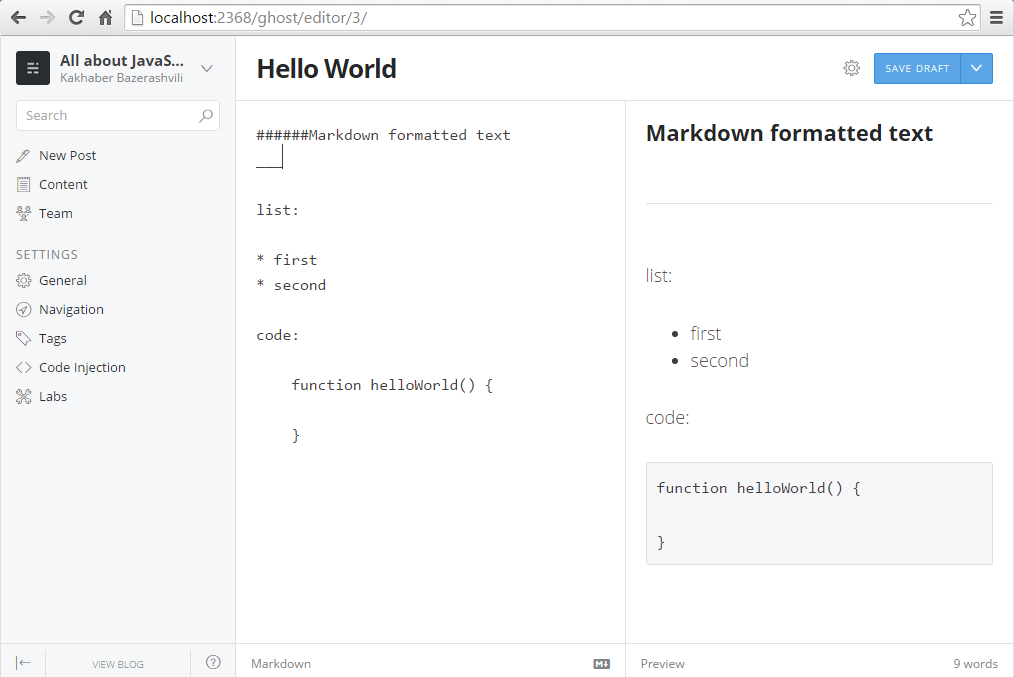 localhost:2368/ghost/editor/3/
All about JavaS...
Kakhaber Bazerashvili
Search
New Post
Content
Team
SETTINGS
General
Navigation
Tags
Code Injection
Labs
VIEW BLOG
?
Hello World
SAVE DRAFT
######Markdown formatted text
___
list:
* first
* second
code:
function helloWorld() {
}
Markdown
M
Markdown formatted text
list:
• first
• second
code:
function helloWorld() {
}
Preview
9 words